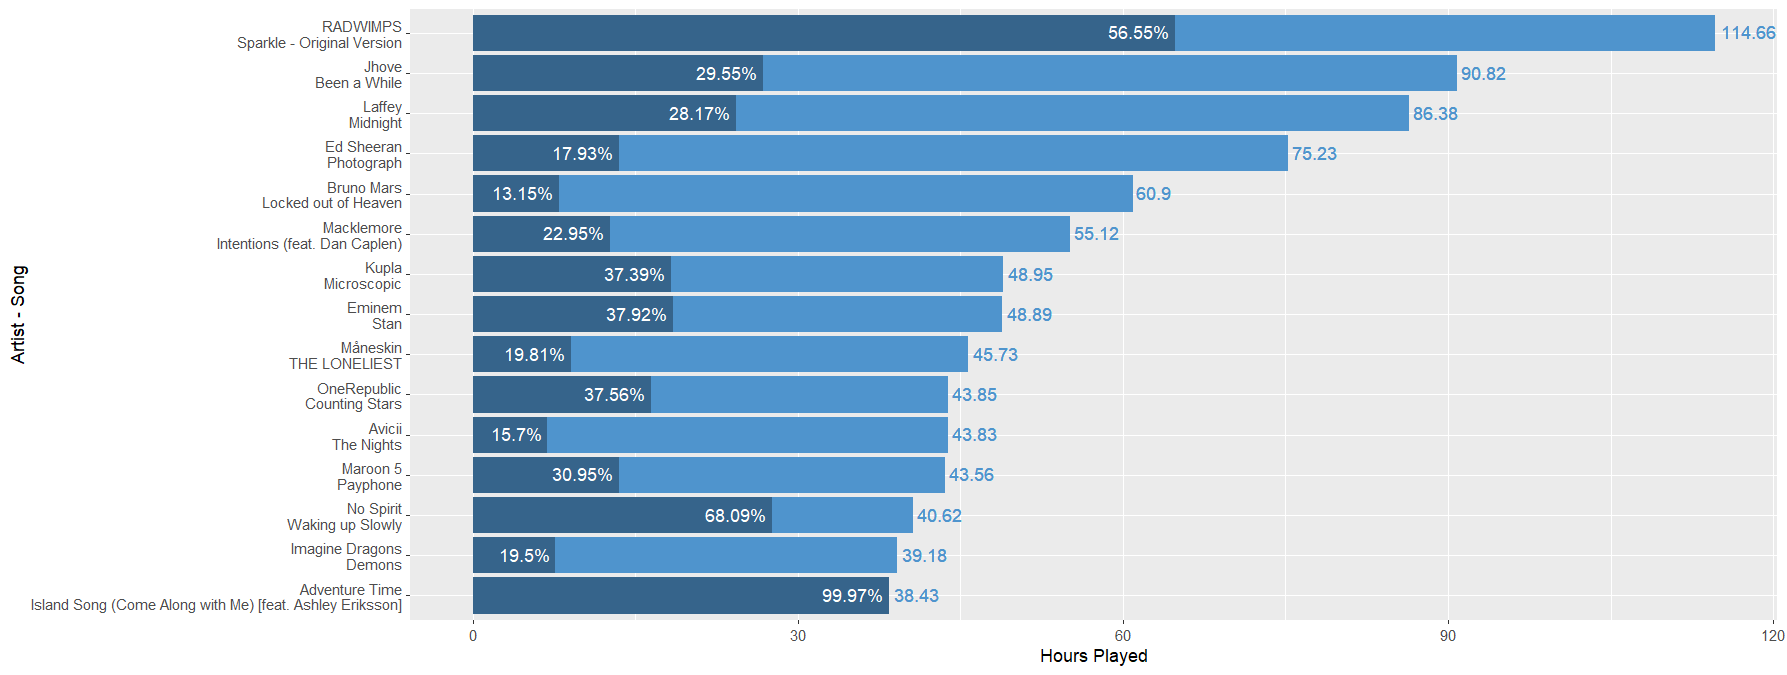 RADWIMPS
Sparkle - Original Version
56.55%
114.66
Jhove
Been a While
29.55%
90.82
Laffey
Midnight
28.17%
86.38
Ed Sheeran
Photograph
17.93%
75.23
Bruno Mars
Locked out of Heaven
13.15%
60.9
Macklemore
Intentions (feat. Dan Caplen)
22.95%
55.12
Kupla
Microscopic
37.39%
48.95
Eminem
Stan
37.92%
48.89
Måneskin
THE LONELIEST
19.81%
45.73
OneRepublic
Counting Stars
37.56%
43.85
Avicii
The Nights
15.7%
43.83
Maroon 5
Payphone
30.95%
43.56
No Spirit
Waking up Slowly
68.09%
40.62
Imagine Dragons
Demons
19.5%
39.18
Adventure Time
Island Song (Come Along with Me) [feat. Ashley Eriksson]
99.97%
38.43
Artist - Song
0
30
60
90
120
Hours Played